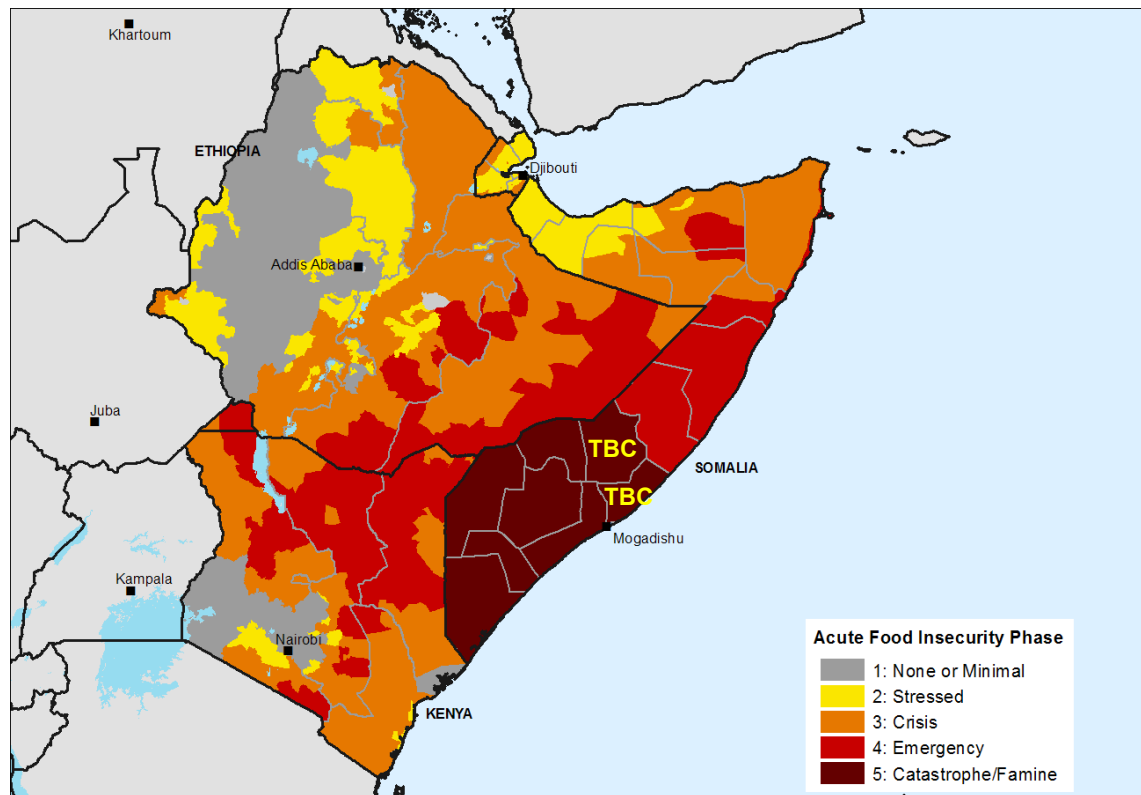 Khartoum
ETHIOPIA
Djibouti
Addis Ababa
Juba
TBC
SOMALIA
TBC
Mogadishu
Kampala
Nairobi
KENYA
Acute Food Insecurity Phase
1: None or Minimal
2: Stressed
3: Crisis
4: Emergency
5: Catastrophe/Famine